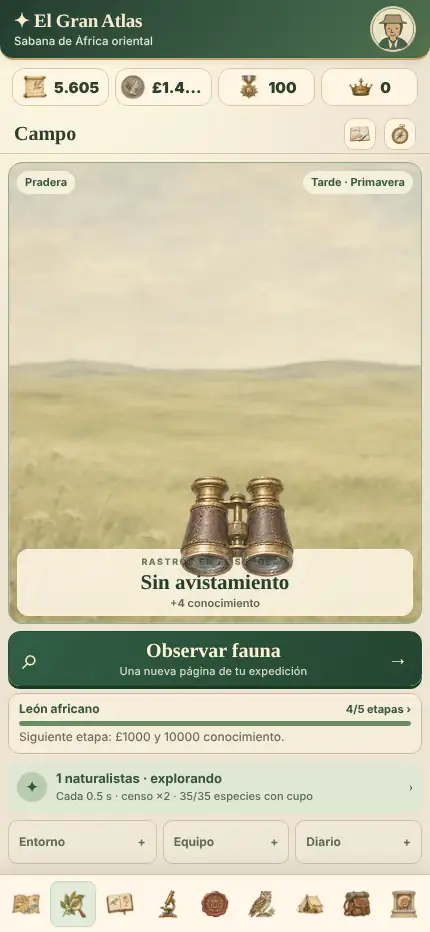 ✦ El Gran Atlas
Sabana de África oriental
5.605
£1.4...
100
0
Campo
Pradera
Tarde · Primavera
Sin avistamiento
+4 conocimiento
Observar fauna
Una nueva página de tu expedición
→
León africano
4/5 etapas ›
Siguiente etapa: £1000 y 10000 conocimiento.
1 naturalistas · explorando
Cada 0.5 s · censo ×2 · 35/35 especies con cupo
›
Entorno +
Equipo +
Diario +